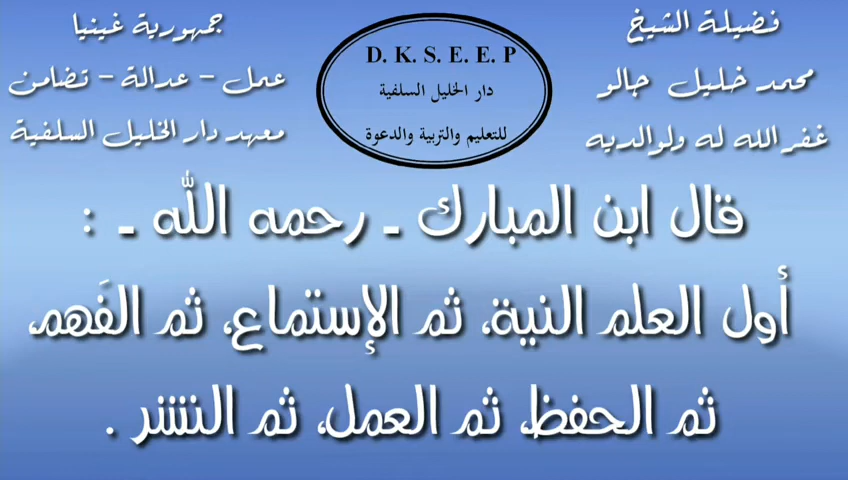 فضيلة الشيخ
محمد خليل جالو
غفر الله له ولوالديه
D. K. S. E. E. P
دار الخليل السلفية
للتعليم والتربية والدعوة
جمهورية غينيا
عمل - عدالة - تضامن
معهد دار الخليل السلفية
قال ابن المبارك ـ رحمه الله ـ :
أول العلم النية، ثم الإستماع، ثم الفَهم،
ثم الحفظ، ثم العمل، ثم النشر .